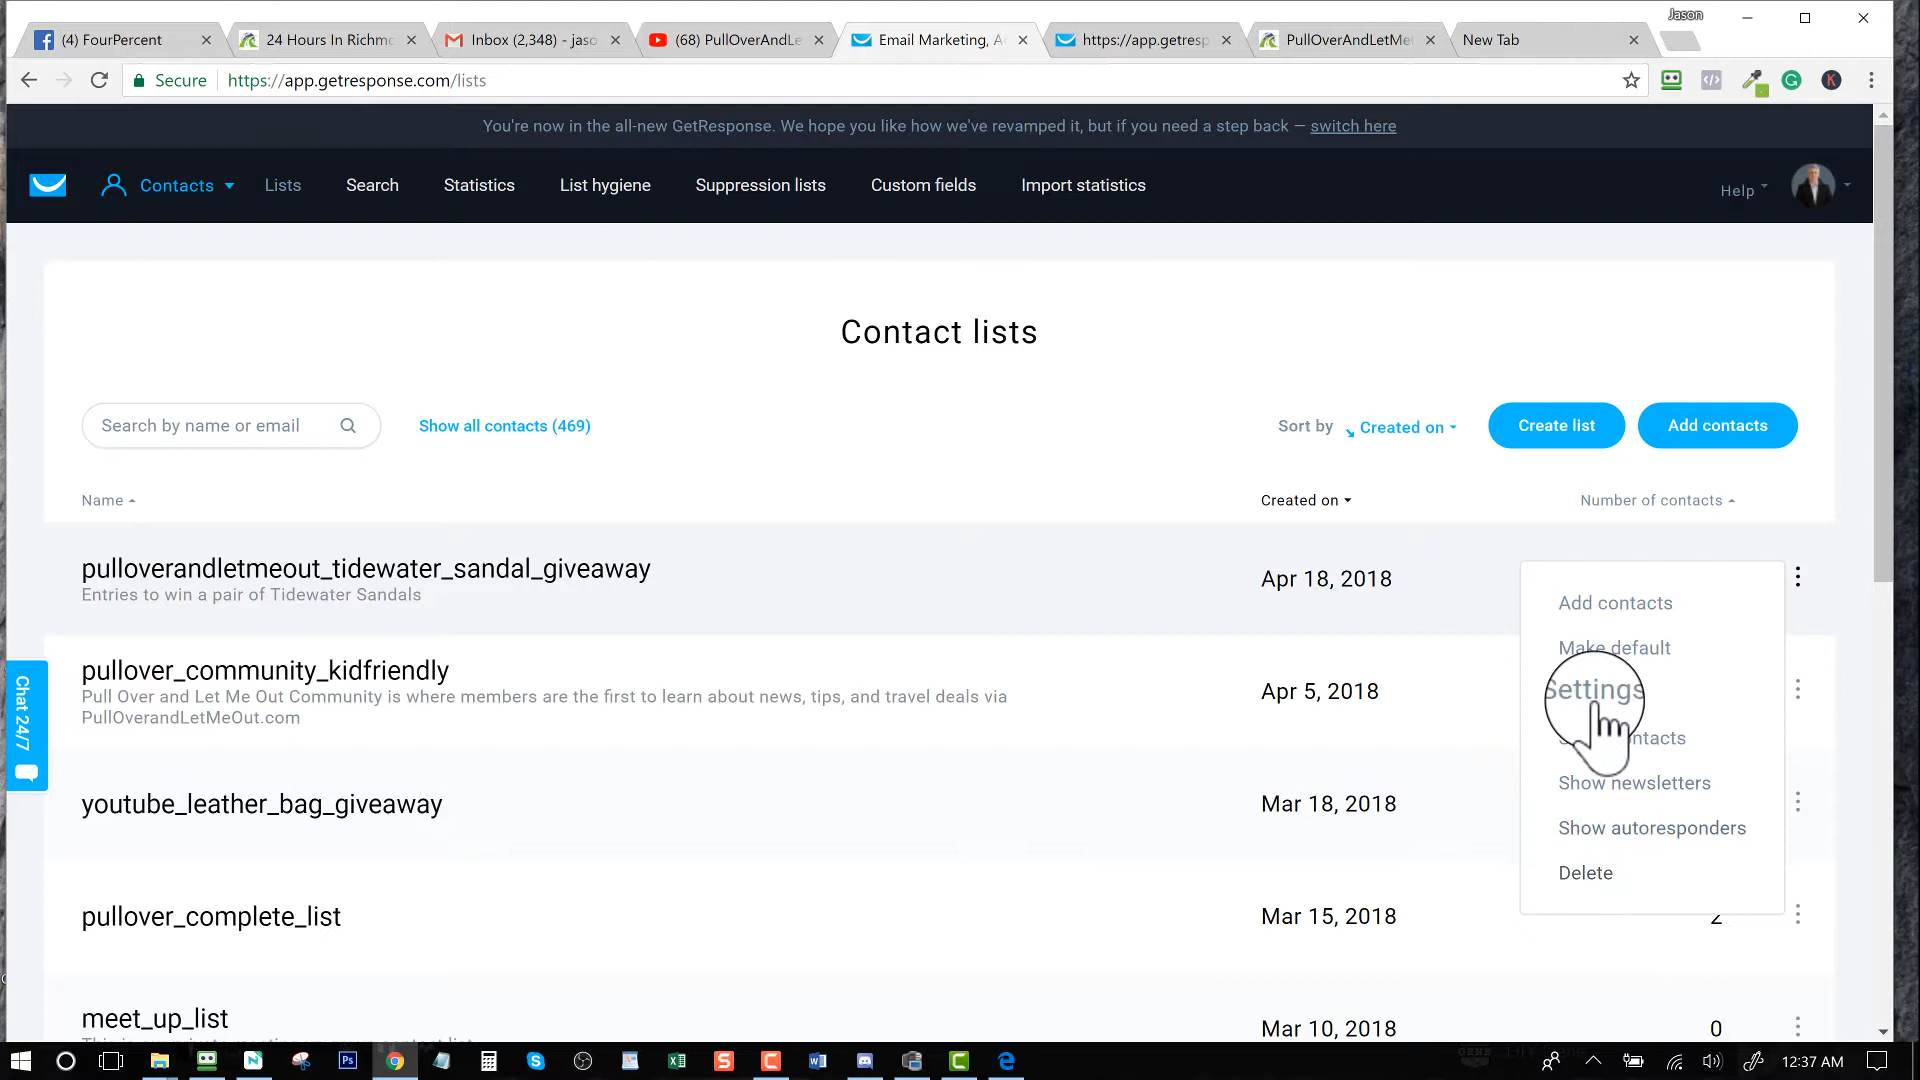 Jason
(4) FourPercent
24 Hours In Richmo
Inbox (2,348) - jaso
(68) PullOverAndLe
Email Marketing, A
https://app.getresp
PullOverAndLetMe
New Tab
Secure
https://app.getresponse.com/lists
You're now in the all-new GetResponse. We hope you like how we've revamped it, but if you need a step back — switch here
Contacts
Lists
Search
Statistics
List hygiene
Suppression lists
Custom fields
Import statistics
Help
Contact lists
Search by name or email
Show all contacts (469)
Sort by
Created on
Create list
Add contacts
Name
Created on
Number of contacts
pulloverandletmeout_tidewater_sandal_giveaway
Apr 18, 2018
Entries to win a pair of Tidewater Sandals
Add contacts
Make default
Settings
ntacts
Show newsletters
Show autoresponders
Delete
pullover_community_kidfriendly
Apr 5, 2018
Pull Over and Let Me Out Community is where members are the first to learn about news, tips, and travel deals via
PullOverandLetMeOut.com
Chat 24/7
youtube_leather_bag_giveaway
Mar 18, 2018
pullover_complete_list
Mar 15, 2018
2
meet_up_list
Mar 10, 2018
0
12:37 AM